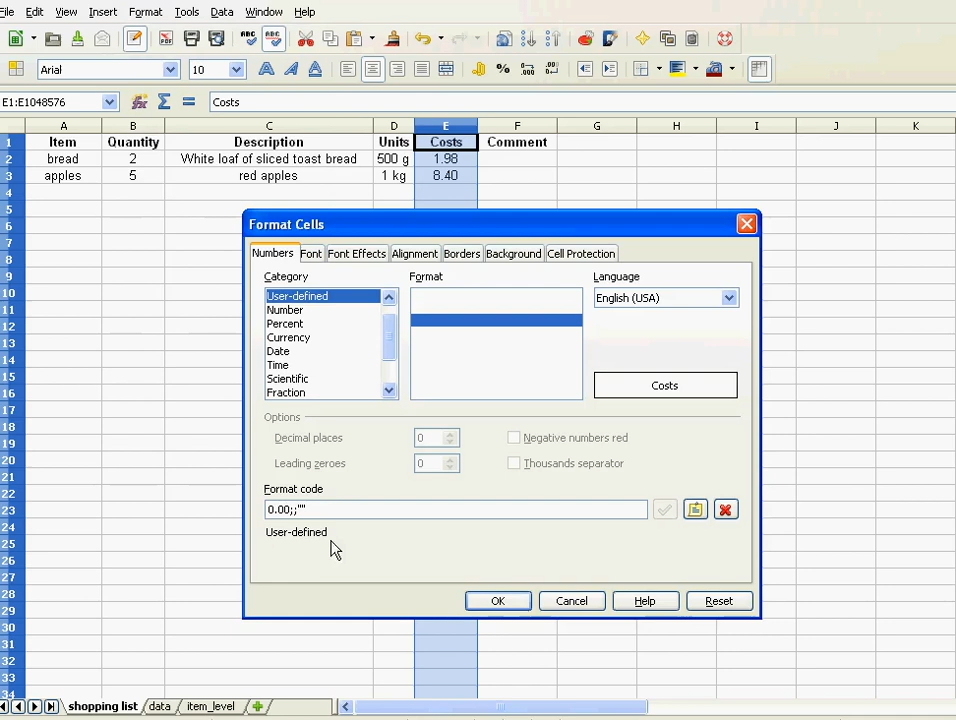 File Edit View Insert Format Tools Data Window Help
ABC ABC
Arial 10
E1:E1048576 Costs
A B C D E F G H I J K
1 Item Quantity Description Units Costs Comment
2 bread 2 White loaf of sliced toast bread 500 g 1.98
3 apples 5 red apples 1 kg 8.40
4
5
6
7
8
9
10
11
12
13
14
15
16
17
18
19
20
21
22
23
24
25
26
27
28
29
30
31
32
33
34
Format Cells
Numbers Font Font Effects Alignment Borders Background Cell Protection
Category Format Language
User-defined English (USA)
Number
Percent
Currency
Date
Time
Scientific
Fraction
Costs
Options
Decimal places 0 Negative numbers red
Leading zeroes 0 Thousands separator
Format code
0.00;;""
User-defined
OK Cancel Help Reset
shopping list data item_level